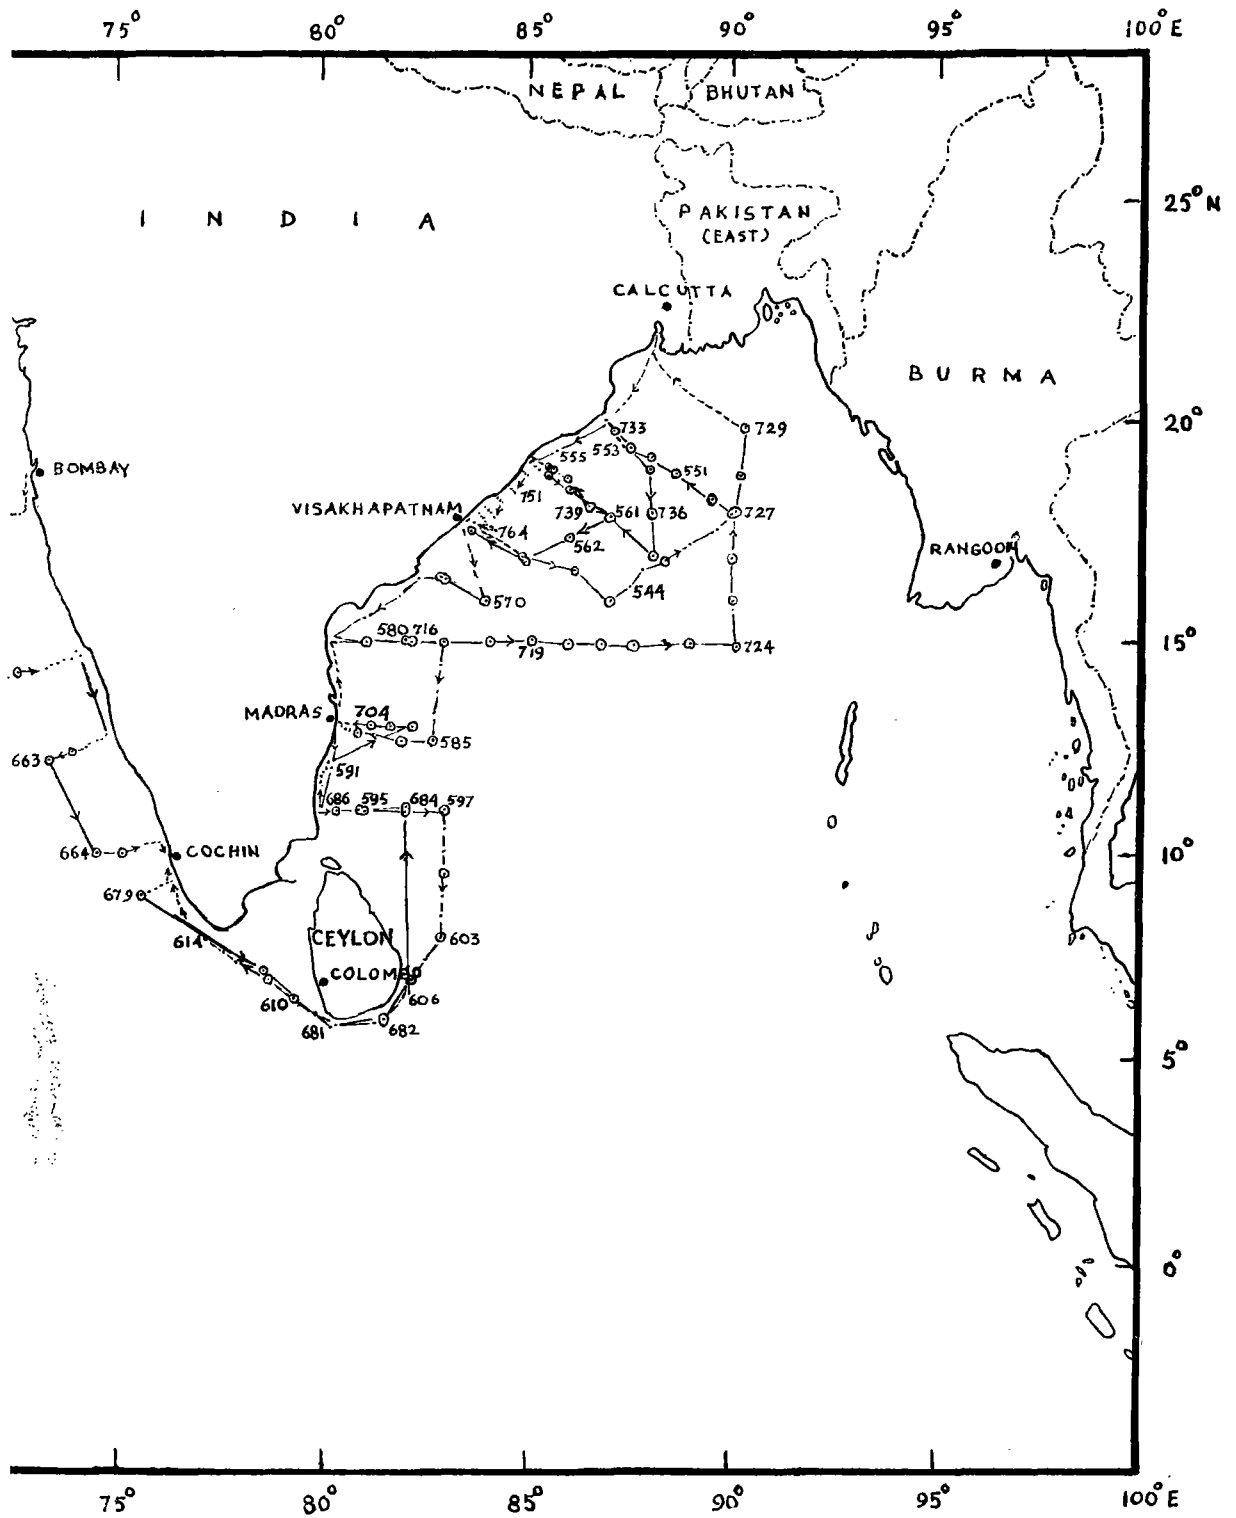 75° 80° 85° 90° 95° 100° E
NEPAL BHUTAN
25° N
PAKISTAN
(EAST)
INDIA
CALCUTTA
BURMA
20°
733 729
553
555 551
BOMBAY
751
VISAKHAPATNAM 739 561 736 727
764
562
RANGOON
544
570
580 716 15°
719 724
MADRAS 704
585
663 591
686 595 684 597
664 COCHIN 10°
679
614 CEYLON 603
COLOMBO
610 606
681 682
5°
0°
75° 80° 85° 90° 95° 100° E